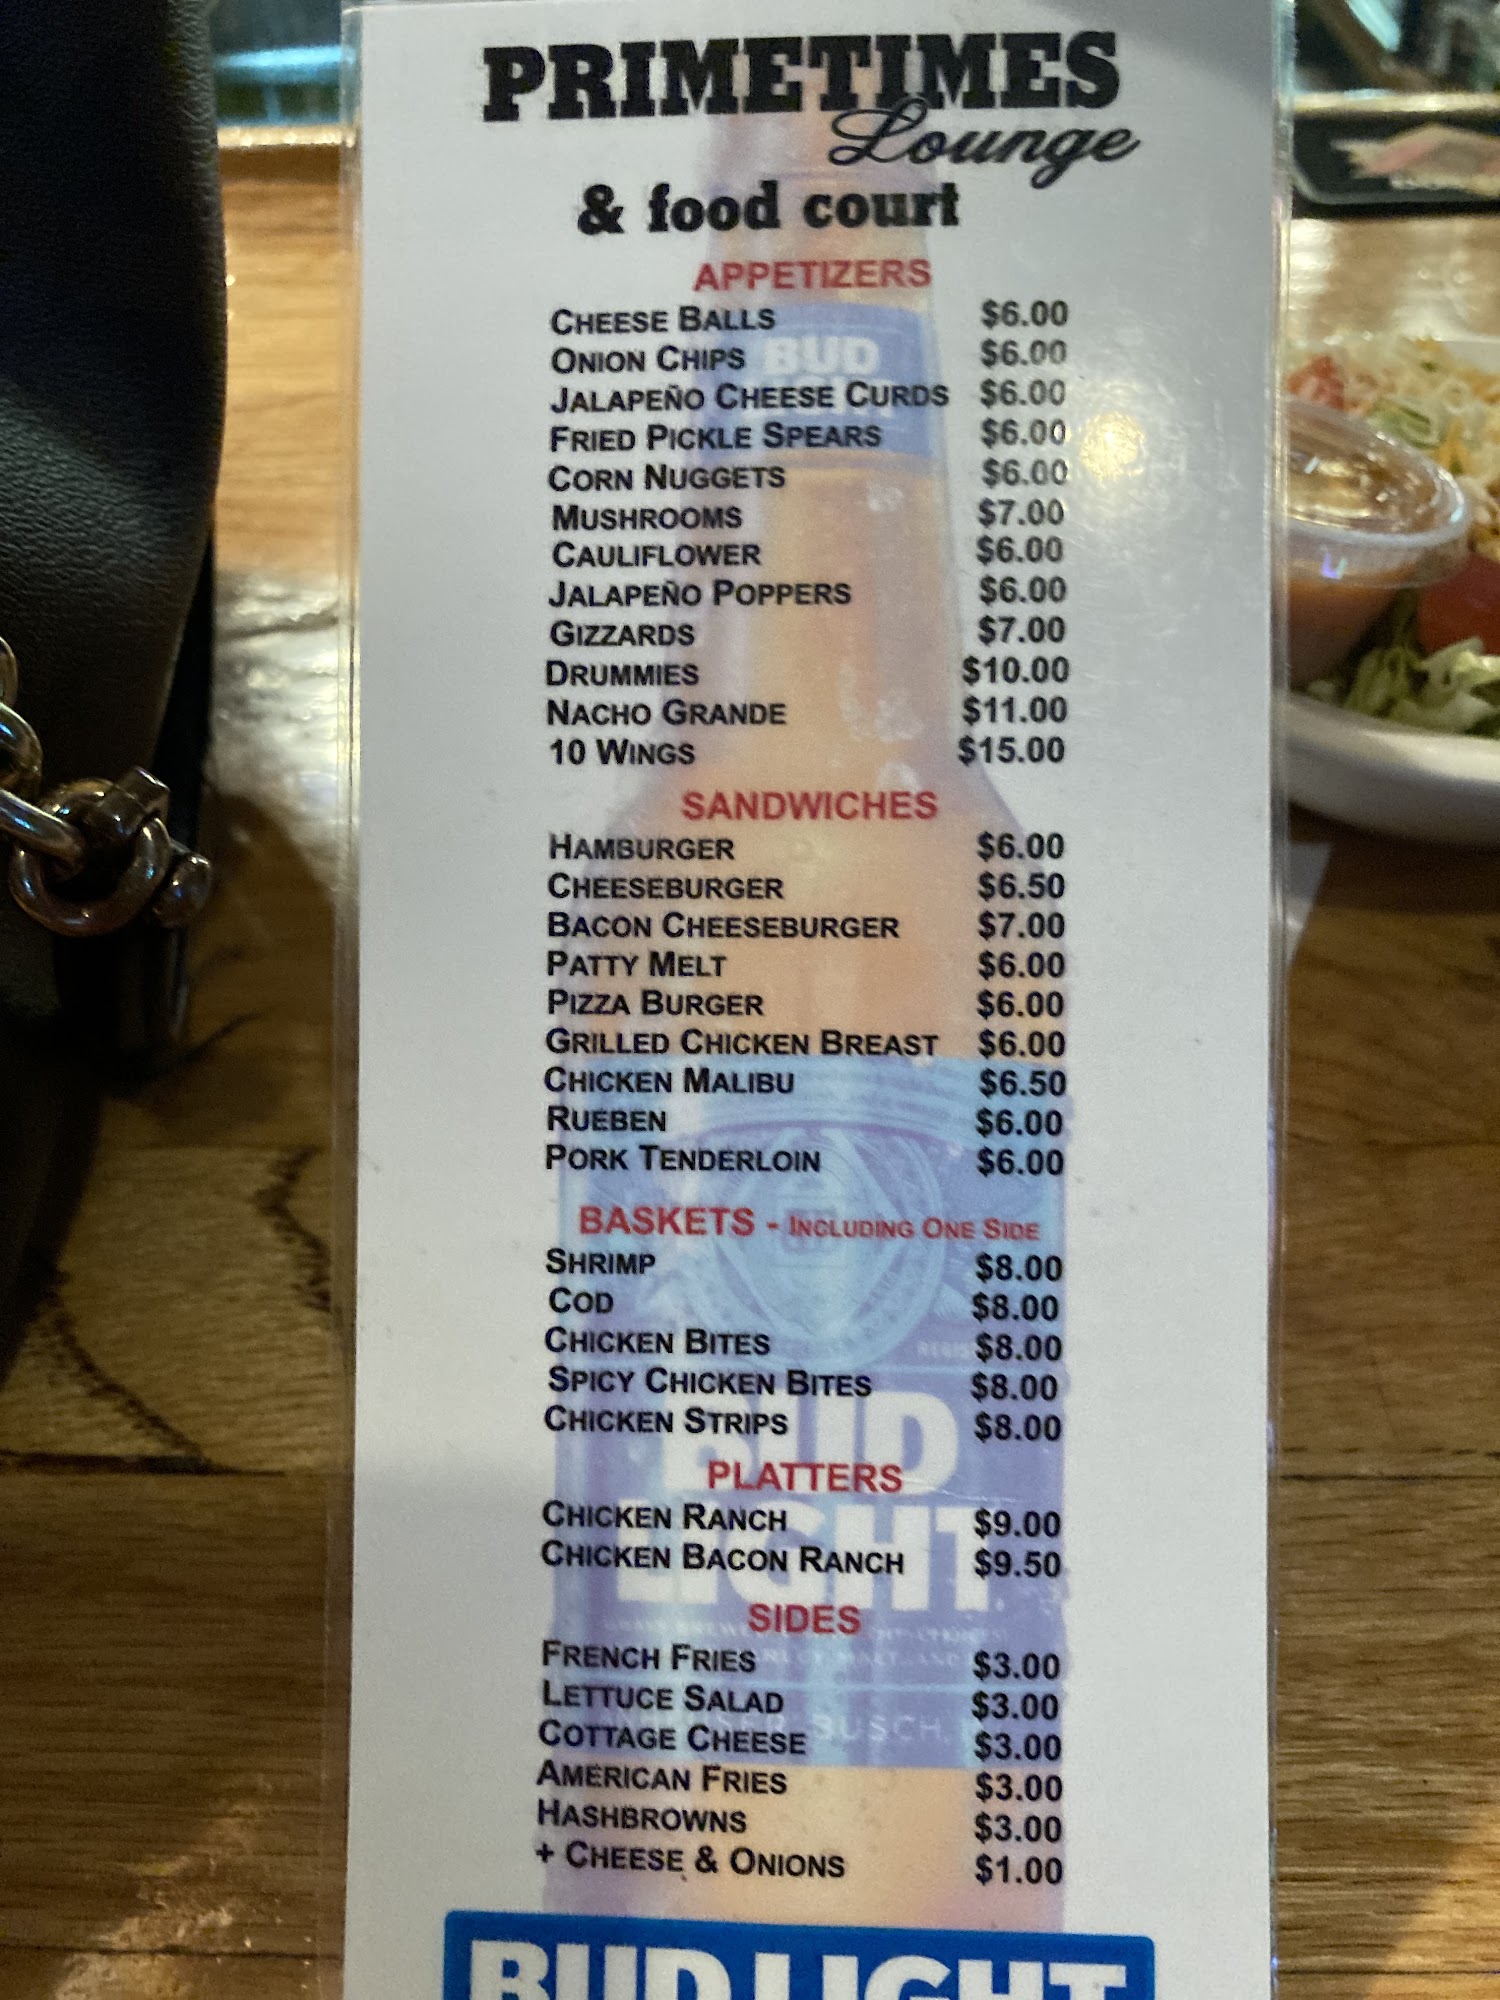 PRIMETIMES
Lounge
& food court
APPETIZERS
CHEESE BALLS $6.00
ONION CHIPS $6.00
JALAPEÑO CHEESE CURDS $6.00
FRIED PICKLE SPEARS $6.00
CORN NUGGETS $6.00
MUSHROOMS $7.00
CAULIFLOWER $6.00
JALAPEÑO POPPERS $6.00
GIZZARDS $7.00
DRUMMIES $10.00
NACHO GRANDE $11.00
10 WINGS $15.00
SANDWICHES
HAMBURGER $6.00
CHEESEBURGER $6.50
BACON CHEESEBURGER $7.00
PATTY MELT $6.00
PIZZA BURGER $6.00
GRILLED CHICKEN BREAST $6.00
CHICKEN MALIBU $6.50
RUEBEN $6.00
PORK TENDERLOIN $6.00
BASKETS - INCLUDING ONE SIDE
SHRIMP $8.00
COD $8.00
CHICKEN BITES $8.00
SPICY CHICKEN BITES $8.00
CHICKEN STRIPS $8.00
PLATTERS
CHICKEN RANCH $9.00
CHICKEN BACON RANCH $9.50
SIDES
FRENCH FRIES $3.00
LETTUCE SALAD $3.00
COTTAGE CHEESE $3.00
AMERICAN FRIES $3.00
HASHBROWNS $3.00
+ CHEESE & ONIONS $1.00
BUD LIGHT
BUD
BUD
LIGHT
BUSCH